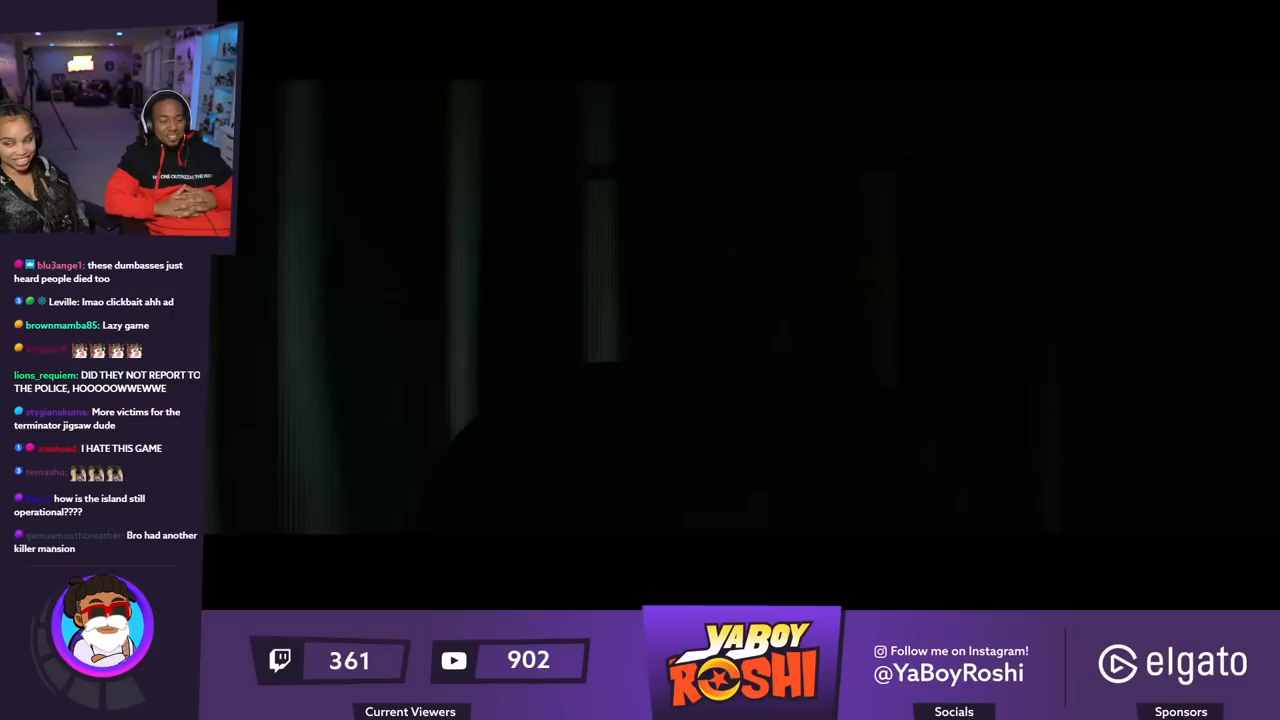 blu3ange1: these dumbasses just
heard people died too
Leville: lmao clickbait ahh ad
brownmamba85: Lazy game
lions_requiem: DID THEY NOT REPORT TO
THE POLICE, HOOOOOWWEWWE
stygianakuma: More victims for the
terminator jigsaw dude
I HATE THIS GAME
tentashu:
how is the island still
operational????
geniusmouthbreather: Bro had another
killer mansion
361
902
Current Viewers
YABOY
ROSHI
Follow me on Instagram!
@YaBoyRoshi
Socials
elgato
Sponsors